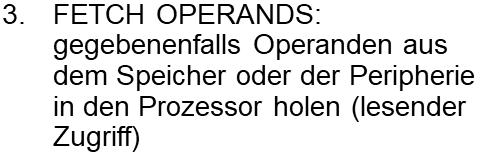 3. FETCH OPERANDS:
gegebenenfalls Operanden aus
dem Speicher oder der Peripherie
in den Prozessor holen (lesender
Zugriff)